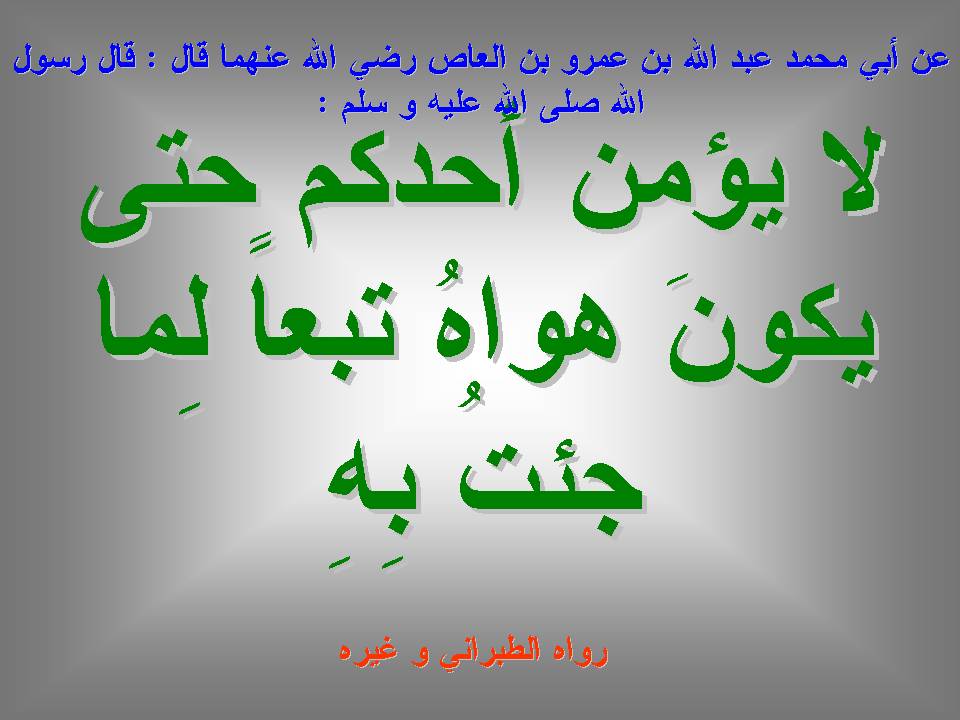 عن أبي محمد عبد الله بن عمرو بن العاص رضي الله عنهما قال : قال رسول
الله صلى الله عليه و سلم :
لا يؤمن أحدكم حتى
يكونَ هواهُ تبعاً لِما
جئتُ بِهِ
رواه الطبراني و غيره